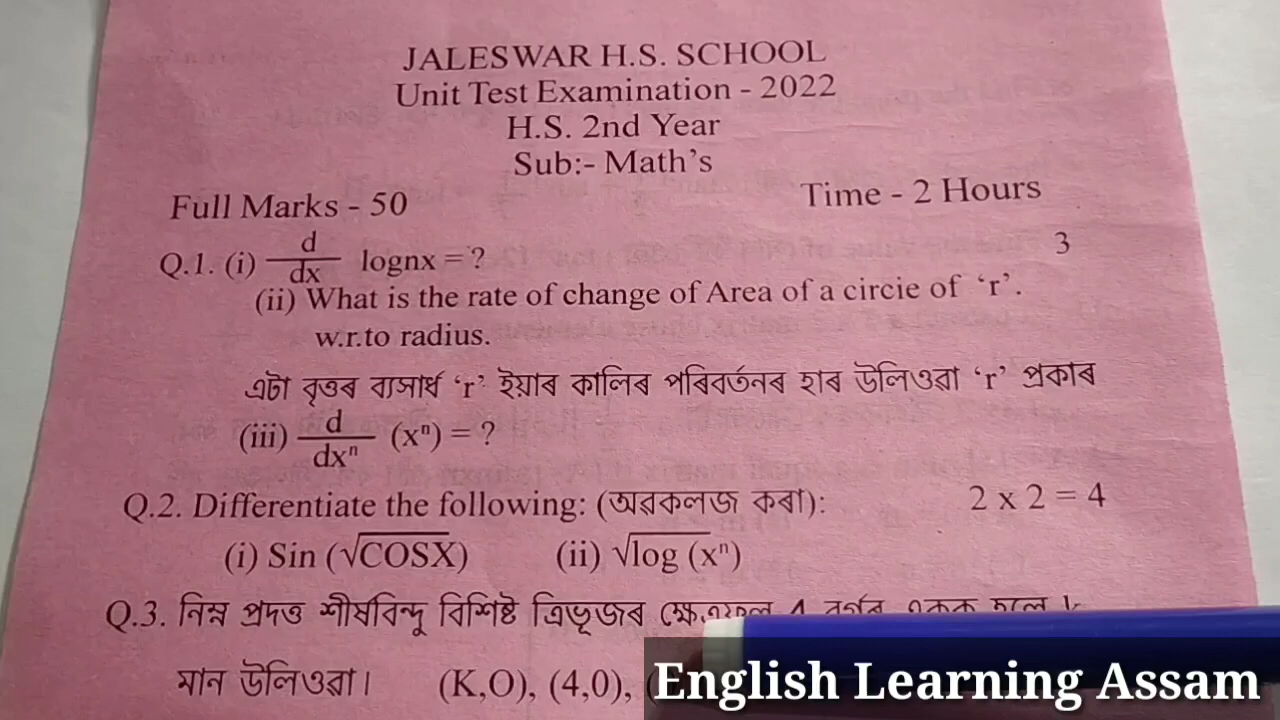 JALESWAR H.S. SCHOOL
Unit Test Examination - 2022
H.S. 2nd Year
Sub:- Math's
Full Marks - 50 Time - 2 Hours
Q.1. (i) d/dx lognx = ? 3
(ii) What is the rate of change of Area of a circie of 'r'.
w.r.to radius.
এটা বৃত্তৰ ব্যসাৰ্ধ 'r' ইয়াৰ কালিৰ পৰিবৰ্তনৰ হাৰ উলিওৱা 'r' প্ৰকাৰ
(iii) d/dxⁿ (xⁿ) = ?
Q.2. Differentiate the following: (অৱকলজ কৰা): 2 x 2 = 4
(i) Sin (√COSX) (ii) √log (xⁿ)
Q.3. নিম্ন প্ৰদত্ত শীৰ্ষবিন্দু বিশিষ্ট ত্ৰিভূজৰ 4
মান উলিওৱা। (K,O), (4,0),
English Learning Assam